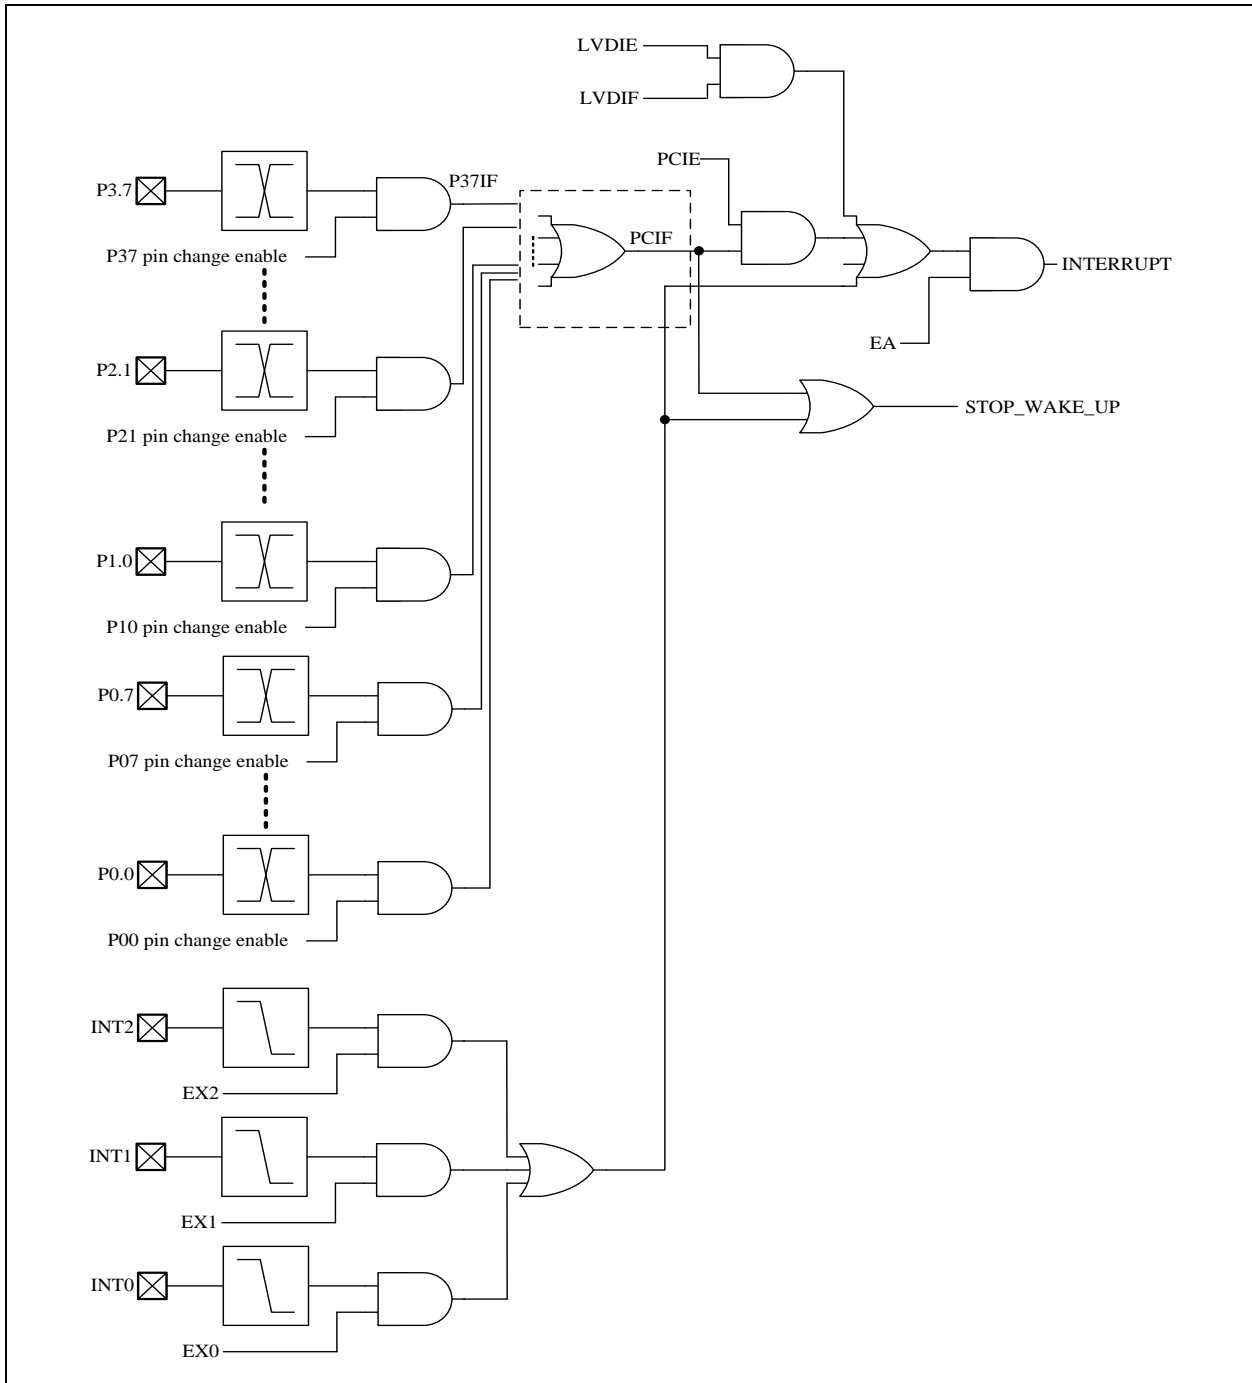 LVDIE
LVDIF
PCIE
P3.7
P37IF
PCIF
P37 pin change enable
INTERRUPT
EA
P2.1
STOP_WAKE_UP
P21 pin change enable
P1.0
P10 pin change enable
P0.7
P07 pin change enable
P0.0
P00 pin change enable
INT2
EX2
INT1
EX1
INT0
EX0